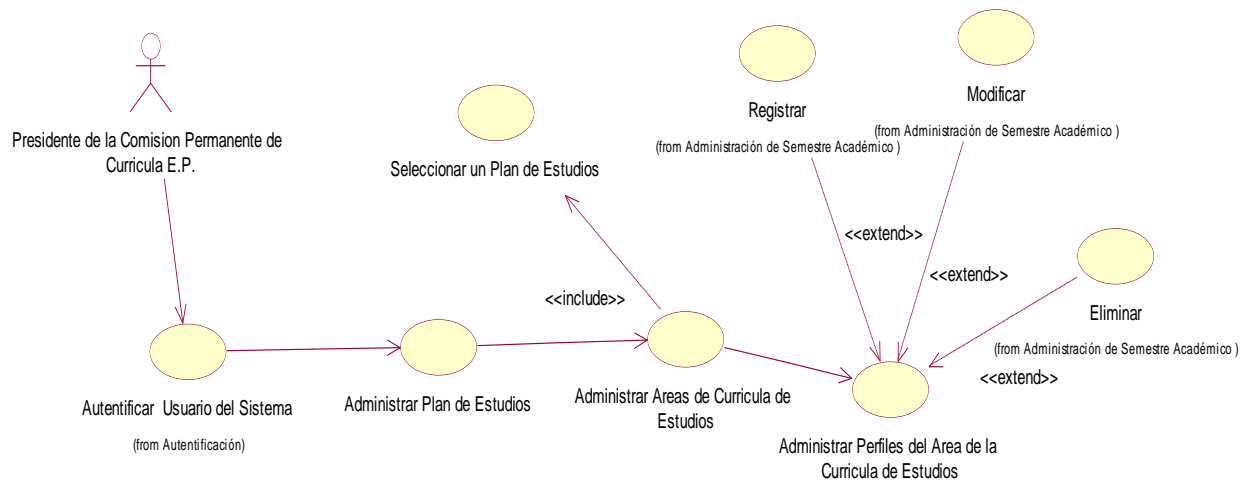 Presidente de la Comision Permanente de
Curricula E.P.
Seleccionar un Plan de Estudios
Registrar
(from Administración de Semestre Académico )
Modificar
(from Administración de Semestre Académico )
<<extend>>
<<extend>>
<<include>>
Eliminar
(from Administración de Semestre Académico )
<<extend>>
Autentificar Usuario del Sistema
(from Autentificación)
Administrar Plan de Estudios
Administrar Areas de Curricula de
Estudios
Administrar Perfiles del Area de la
Curricula de Estudios